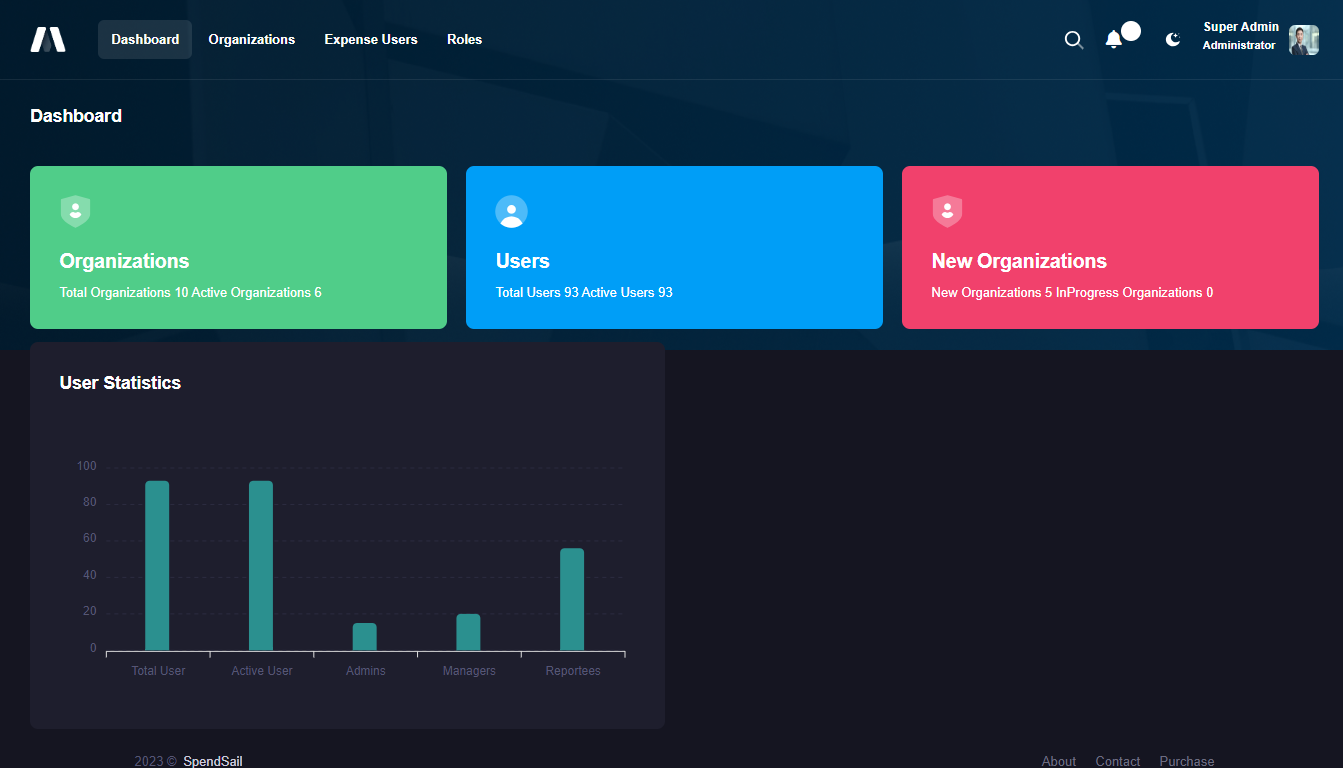 Dashboard Organizations Expense Users Roles
Super Admin
Administrator
Dashboard
Organizations
Total Organizations 10 Active Organizations 6
Users
Total Users 93 Active Users 93
New Organizations
New Organizations 5 InProgress Organizations 0
User Statistics
100
80
60
40
20
0
Total User Active User Admins Managers Reportees
2023 © SpendSail
About Contact Purchase